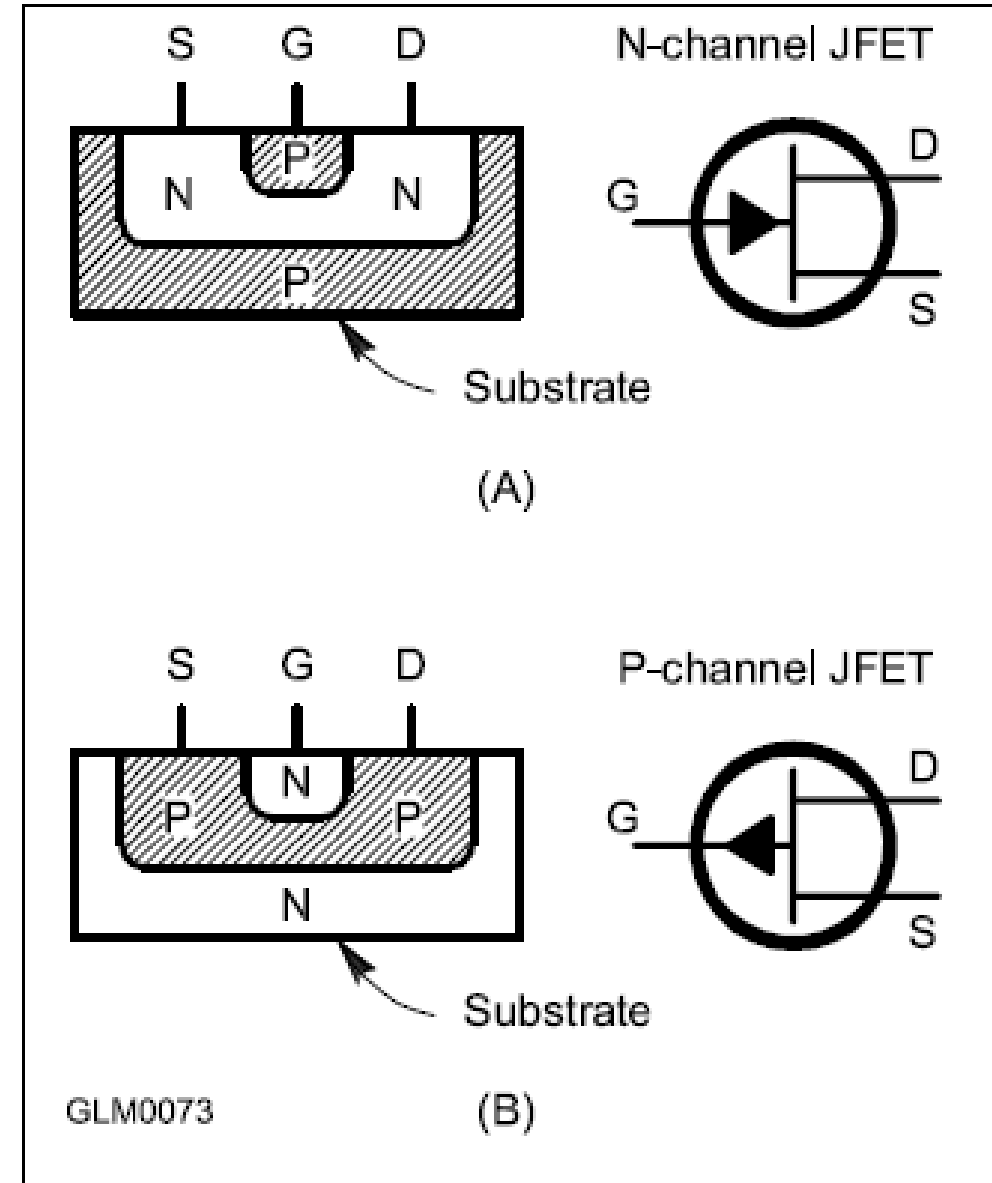 S G D N-channel JFET
P
N N
P
G
D
S
Substrate
(A)
S G D P-channel JFET
N
P P
N
G
D
S
Substrate
GLM0073 (B)